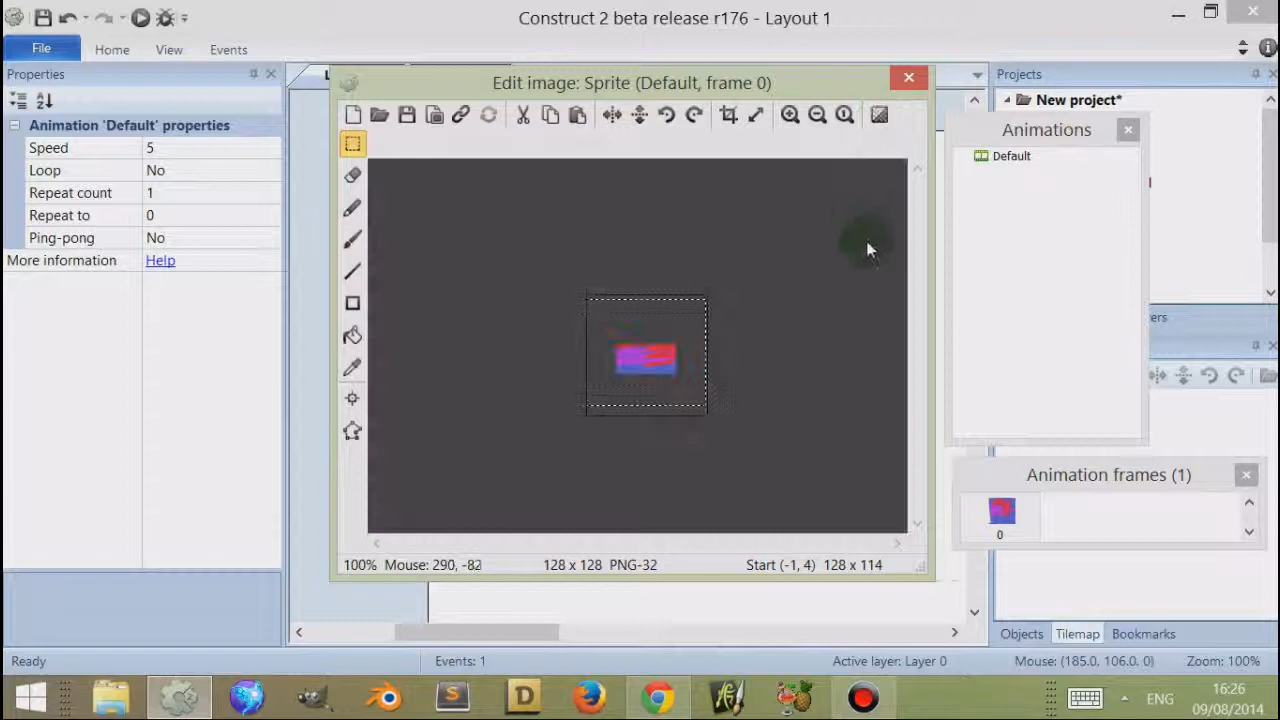 Construct 2 beta release r176 - Layout 1
File
Home
View
Events
Properties
Animation 'Default' properties
Speed 5
Loop No
Repeat count 1
Repeat to 0
Ping-pong No
More information Help
Edit image: Sprite (Default, frame 0)
100% Mouse: 290, -82 128 x 128 PNG-32 Start (-1, 4) 128 x 114
Projects
New project*
Animations
Default
Animation frames (1)
0
Objects
Tilemap
Bookmarks
Ready
Events: 1
Active layer: Layer 0
Mouse: (185.0, 106.0, 0)
Zoom: 100%
ENG
16:26
09/08/2014